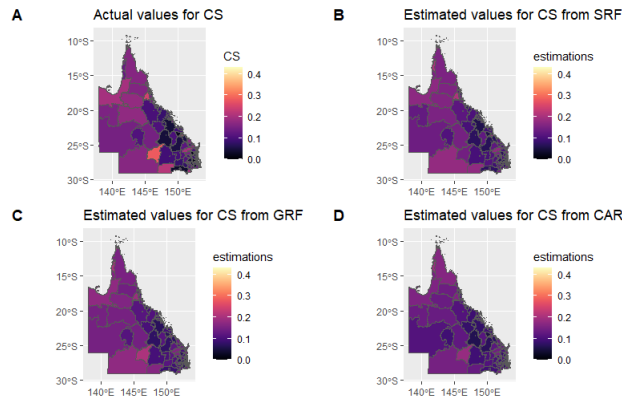 A
Actual values for CS
10°S
15°S
20°S
25°S
30°S
140°E 145°E 150°E
CS
0.4
0.3
0.2
0.1
0.0
B
Estimated values for CS from SRF
10°S
15°S
20°S
25°S
30°S
140°E 145°E 150°E
estimations
0.4
0.3
0.2
0.1
0.0
C
Estimated values for CS from GRF
10°S
15°S
20°S
25°S
30°S
140°E 145°E 150°E
estimations
0.4
0.3
0.2
0.1
0.0
D
Estimated values for CS from CAR
10°S
15°S
20°S
25°S
30°S
140°E 145°E 150°E
estimations
0.4
0.3
0.2
0.1
0.0